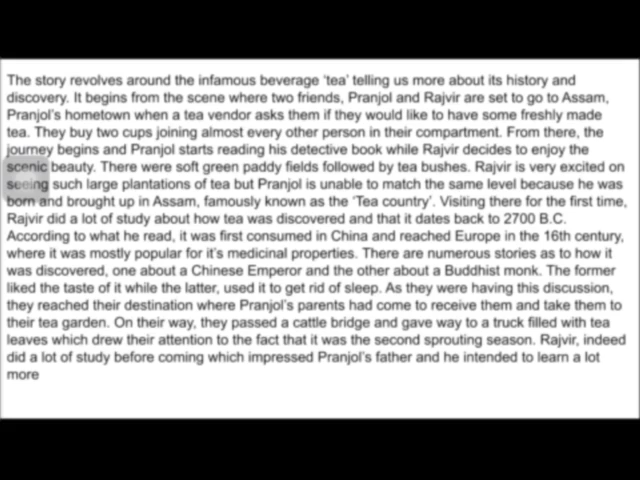 The story revolves around the infamous beverage 'tea' telling us more about its history and
discovery. It begins from the scene where two friends, Pranjol and Rajvir are set to go to Assam,
Pranjol's hometown when a tea vendor asks them if they would like to have some freshly made
tea. They buy two cups joining almost every other person in their compartment. From there, the
journey begins and Pranjol starts reading his detective book while Rajvir decides to enjoy the
scenic beauty. There were soft green paddy fields followed by tea bushes. Rajvir is very excited on
seeing such large plantations of tea but Pranjol is unable to match the same level because he was
born and brought up in Assam, famously known as the 'Tea country'. Visiting there for the first time,
Rajvir did a lot of study about how tea was discovered and that it dates back to 2700 B.C.
According to what he read, it was first consumed in China and reached Europe in the 16th century,
where it was mostly popular for it's medicinal properties. There are numerous stories as to how it
was discovered, one about a Chinese Emperor and the other about a Buddhist monk. The former
liked the taste of it while the latter, used it to get rid of sleep. As they were having this discussion,
they reached their destination where Pranjol's parents had come to receive them and take them to
their tea garden. On their way, they passed a cattle bridge and gave way to a truck filled with tea
leaves which drew their attention to the fact that it was the second sprouting season. Rajvir, indeed
did a lot of study before coming which impressed Pranjol's father and he intended to learn a lot
more